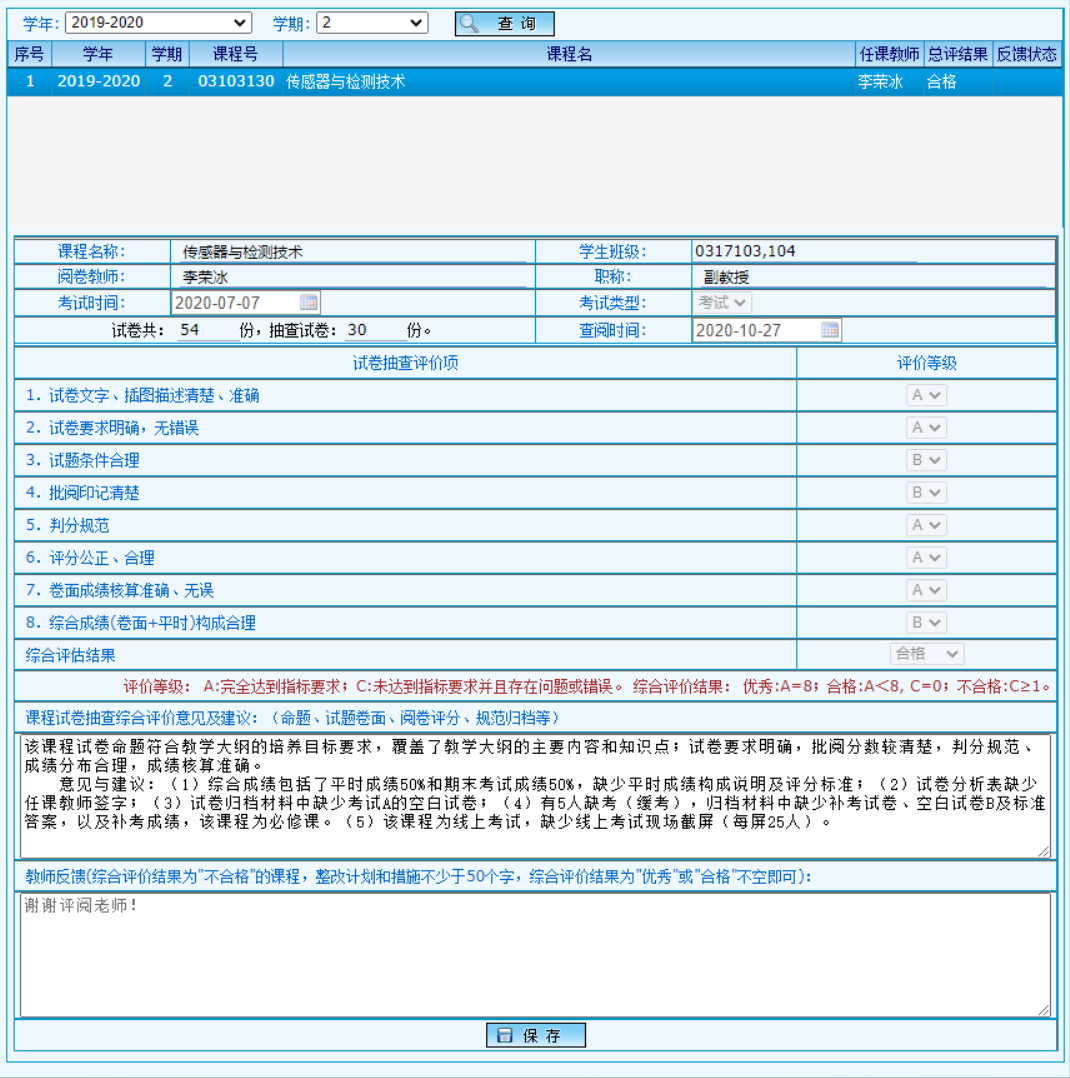 学年: 2019-2020 学期: 2 查 询
序号 学年 学期 课程号 课程名 任课教师 总评结果 反馈状态
1 2019-2020 2 03103130 传感器与检测技术 李荣冰 合格
课程名称: 传感器与检测技术 学生班级: 0317103,104
阅卷教师: 李荣冰 职称: 副教授
考试时间: 2020-07-07 考试类型: 考试
试卷共: 54 份，抽查试卷: 30 份。 查阅时间: 2020-10-27
试卷抽查评价项 评价等级
1. 试卷文字、插图描述清楚、准确 A
2. 试卷要求明确，无错误 A
3. 试题条件合理 B
4. 批阅印记清楚 B
5. 判分规范 A
6. 评分公正、合理 A
7. 卷面成绩核算准确、无误 A
8. 综合成绩(卷面+平时)构成合理 B
综合评估结果 合格
评价等级： A:完全达到指标要求；C:未达到指标要求并且存在问题或错误。 综合评价结果： 优秀:A=8；合格:A＜8, C=0；不合格:C≥1。
课程试卷抽查综合评价意见及建议：（命题、试题卷面、阅卷评分、规范归档等）
该课程试卷命题符合教学大纲的培养目标要求，覆盖了教学大纲的主要内容和知识点；试卷要求明确，批阅分数较清楚，判分规范、
成绩分布合理，成绩核算准确。
意见与建议：（1）综合成绩包括了平时成绩50%和期末考试成绩50%，缺少平时成绩构成说明及评分标准；（2）试卷分析表缺少
任课教师签字；（3）试卷归档材料中缺少考试A的空白试卷；（4）有5人缺考（缓考），归档材料中缺少补考试卷、空白试卷B及标准
答案，以及补考成绩，该课程为必修课。（5）该课程为线上考试，缺少线上考试现场截屏（每屏25人）。
教师反馈(综合评价结果为"不合格"的课程，整改计划和措施不少于50个字，综合评价结果为"优秀"或"合格"不空即可)：
谢谢评阅老师！
保 存